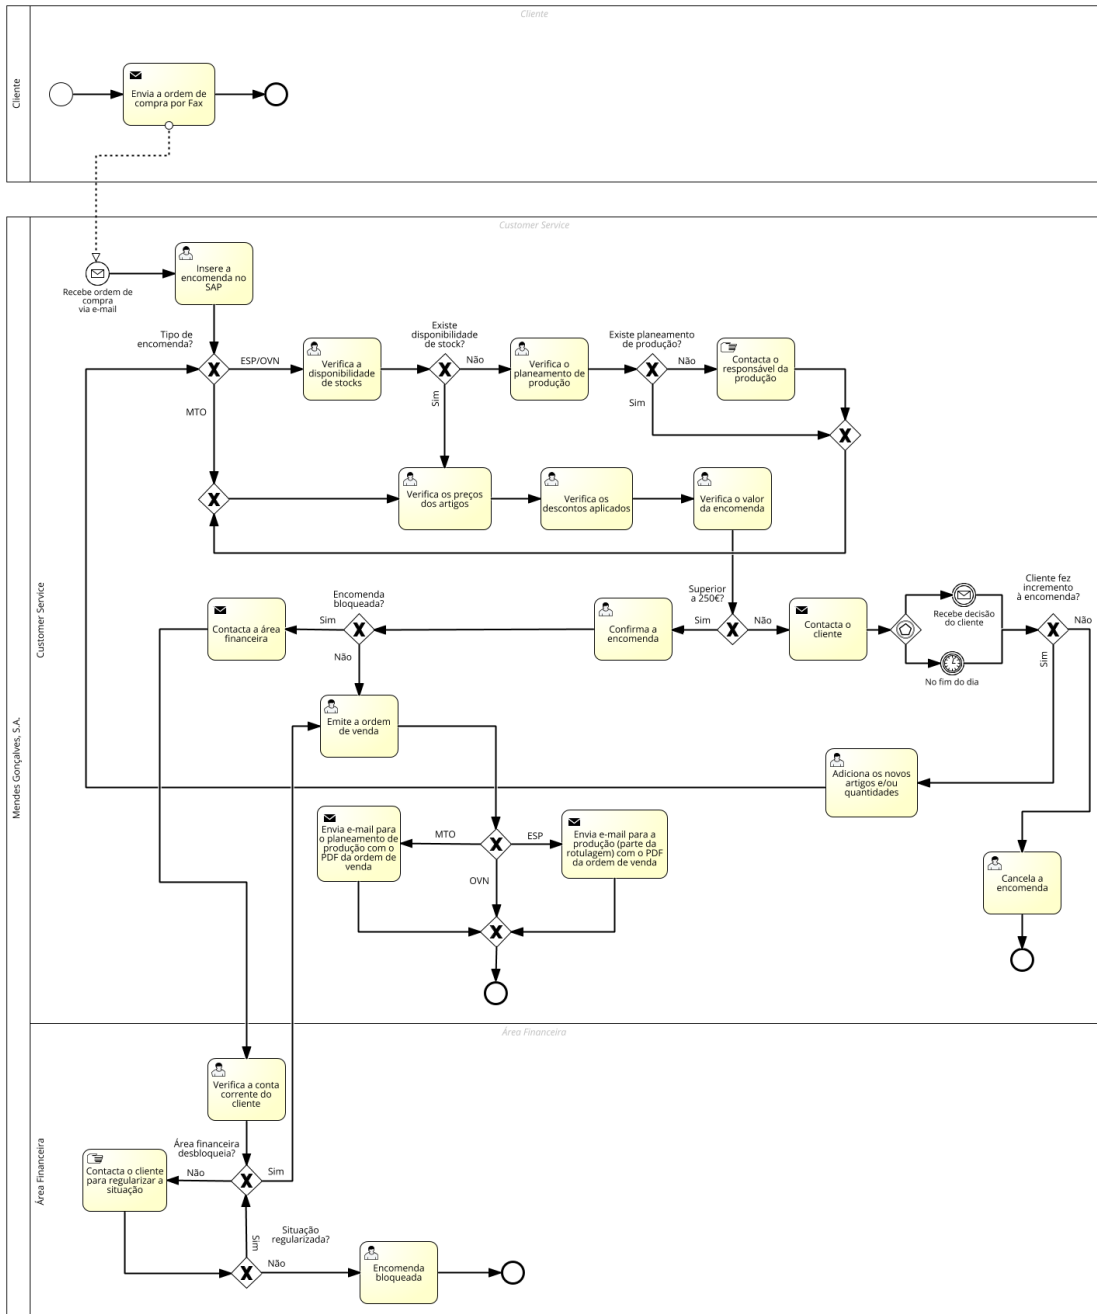 Cliente
Cliente
Envia a ordem de
compra por Fax
Mendes Gonçalves, S.A.
Customer Service
Customer Service
Recebe ordem de
compra
via e-mail
Insere a
encomenda no
SAP
Tipo de
encomenda?
ESP/OVN
MTO
Verifica a
disponibilidade
de stocks
Existe
disponibilidade
de stock?
Não
Sim
Verifica o
planeamento de
produção
Existe planeamento
de produção?
Não
Sim
Contacta o
responsável da
produção
Verifica os preços
dos artigos
Verifica os
descontos aplicados
Verifica o valor
da encomenda
Superior
a 250€?
Sim
Não
Confirma a
encomenda
Encomenda
bloqueada?
Sim
Não
Contacta a área
financeira
Contacta o
cliente
Recebe decisão
do cliente
No fim do dia
Cliente fez
incremento
à encomenda?
Não
Sim
Emite a ordem
de venda
Adiciona os novos
artigos e/ou
quantidades
Envia e-mail para
o planeamento de
produção com o
PDF da ordem de
venda
MTO
ESP
OVN
Envia e-mail para a
produção (parte da
rotulagem) com o PDF
da ordem de venda
Cancela a
encomenda
Área Financeira
Área Financeira
Verifica a conta
corrente do
cliente
Área financeira
desbloqueia?
Não
Sim
Contacta o cliente
para regularizar a
situação
Situação
regularizada?
Sim
Não
Encomenda
bloqueada